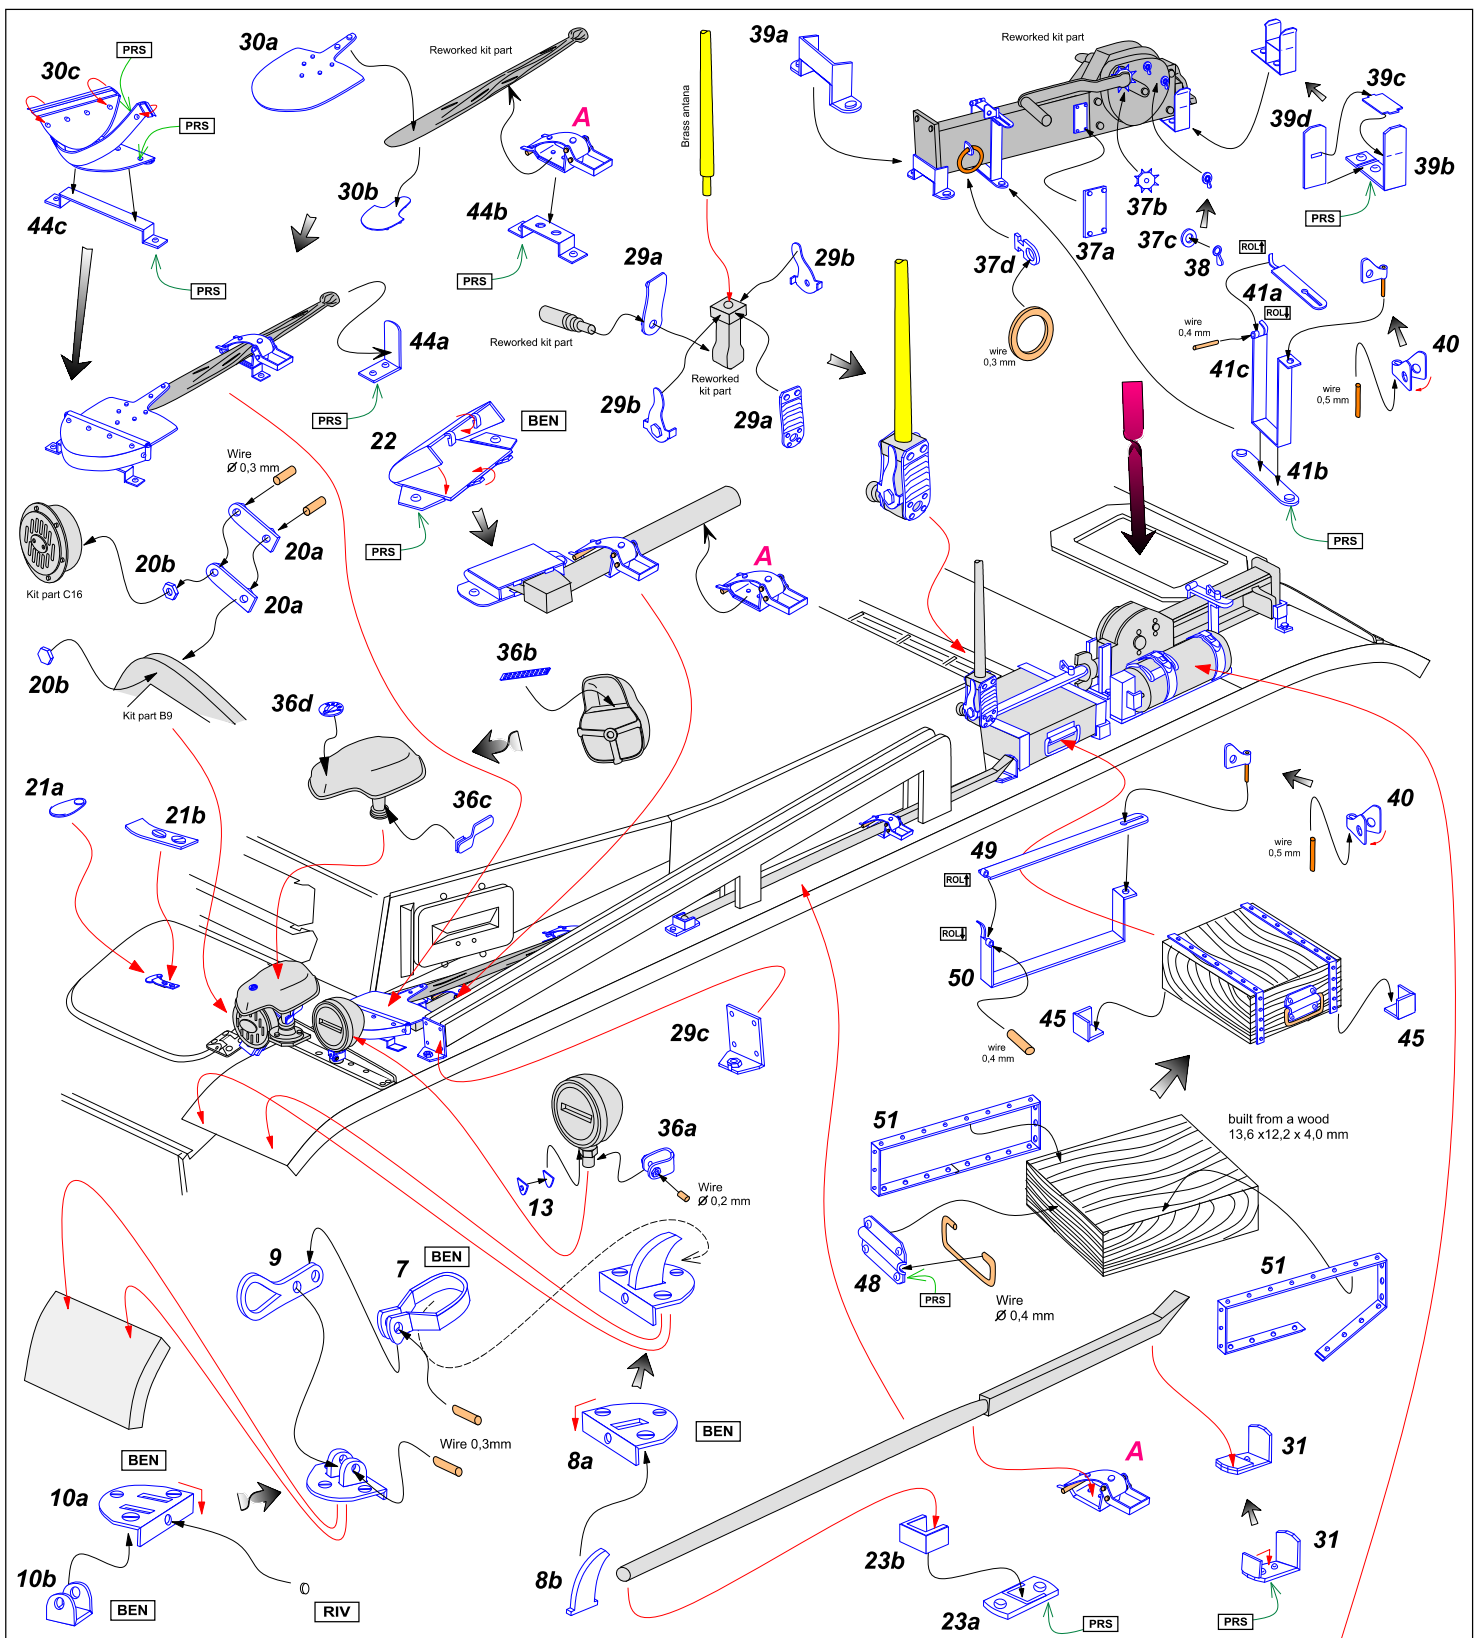 30a
39a
Reworked kit part
Reworked kit part
PRS
30c
39c
Brass antana
39d
PRS
A
39b
30b
44b
37b
44c
PRS
37c
37a
ROL
29a
29b
37d
38
PRS
PRS
41a
ROL
44a
wire
0,4 mm
40
Reworked kit part
wire
0,3 mm
41c
Reworked
kit part
wire
0,5 mm
29b
29a
PRS
22
BEN
Wire
Ø 0,3 mm
41b
PRS
PRS
20a
20b
A
Kit part C16
20a
36b
20b
36d
Kit part B9
21a
36c
40
21b
49
wire
0,5 mm
ROL
ROL
50
45
45
29c
wire
0,4 mm
51
built from a wood
13,6 x12,2 x 4,0 mm
36a
13
Wire
Ø 0,2 mm
9
7
BEN
48
51
PRS
Wire
Ø 0,4 mm
BEN
8a
Wire 0,3mm
A
31
BEN
10a
31
10b
8b
23b
BEN
RIV
23a
PRS
PRS